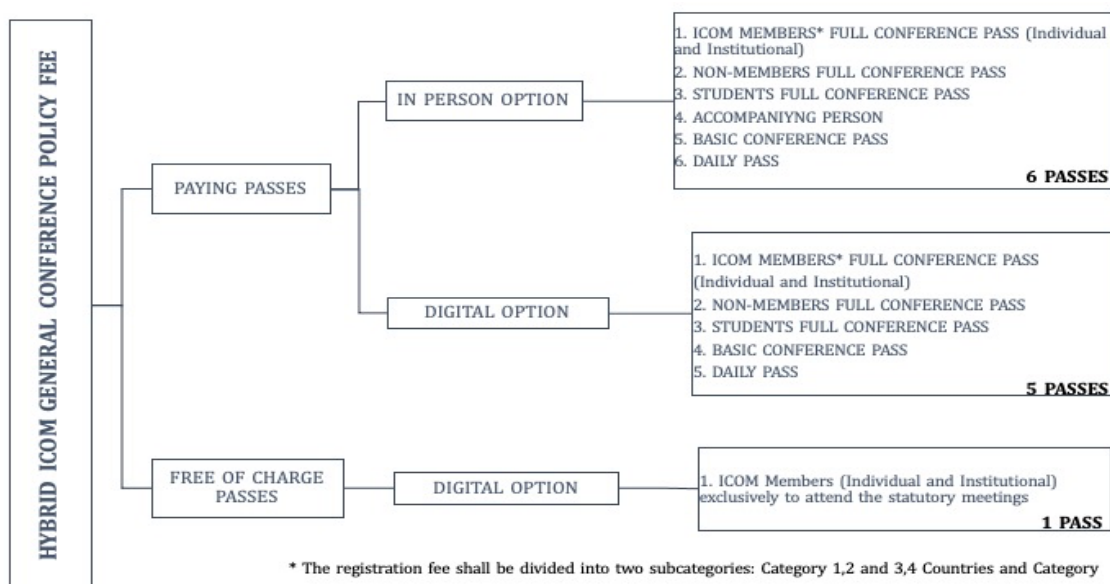 HYBRID ICOM GENERAL CONFERENCE POLICY FEE
PAYING PASSES
IN PERSON OPTION
1. ICOM MEMBERS* FULL CONFERENCE PASS (Individual
and Institutional)
2. NON-MEMBERS FULL CONFERENCE PASS
3. STUDENTS FULL CONFERENCE PASS
4. ACCOMPANIYNG PERSON
5. BASIC CONFERENCE PASS
6. DAILY PASS
6 PASSES
DIGITAL OPTION
1. ICOM MEMBERS* FULL CONFERENCE PASS
(Individual and Institutional)
2. NON-MEMBERS FULL CONFERENCE PASS
3. STUDENTS FULL CONFERENCE PASS
4. BASIC CONFERENCE PASS
5. DAILY PASS
5 PASSES
FREE OF CHARGE
PASSES
DIGITAL OPTION
1. ICOM Members (Individual and Institutional)
exclusively to attend the statutory meetings
1 PASS
* The registration fee shall be divided into two subcategories: Category 1,2 and 3,4 Countries and Category